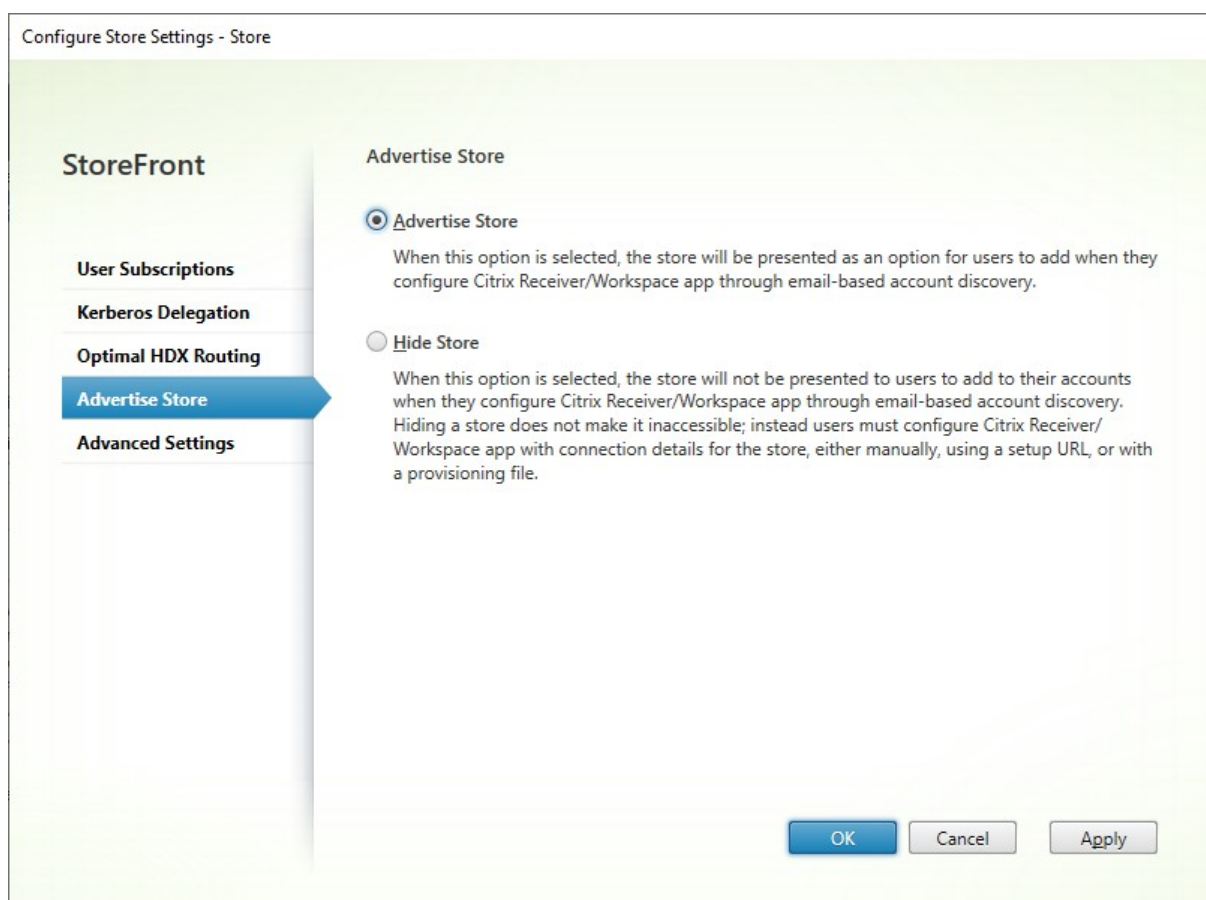 Configure Store Settings - Store
StoreFront
User Subscriptions
Kerberos Delegation
Optimal HDX Routing
Advertise Store
Advanced Settings
Advertise Store
Advertise Store
When this option is selected, the store will be presented as an option for users to add when they
configure Citrix Receiver/Workspace app through email-based account discovery.
Hide Store
When this option is selected, the store will not be presented to users to add to their accounts
when they configure Citrix Receiver/Workspace app through email-based account discovery.
Hiding a store does not make it inaccessible; instead users must configure Citrix Receiver/
Workspace app with connection details for the store, either manually, using a setup URL, or with
a provisioning file.
OK
Cancel
Apply